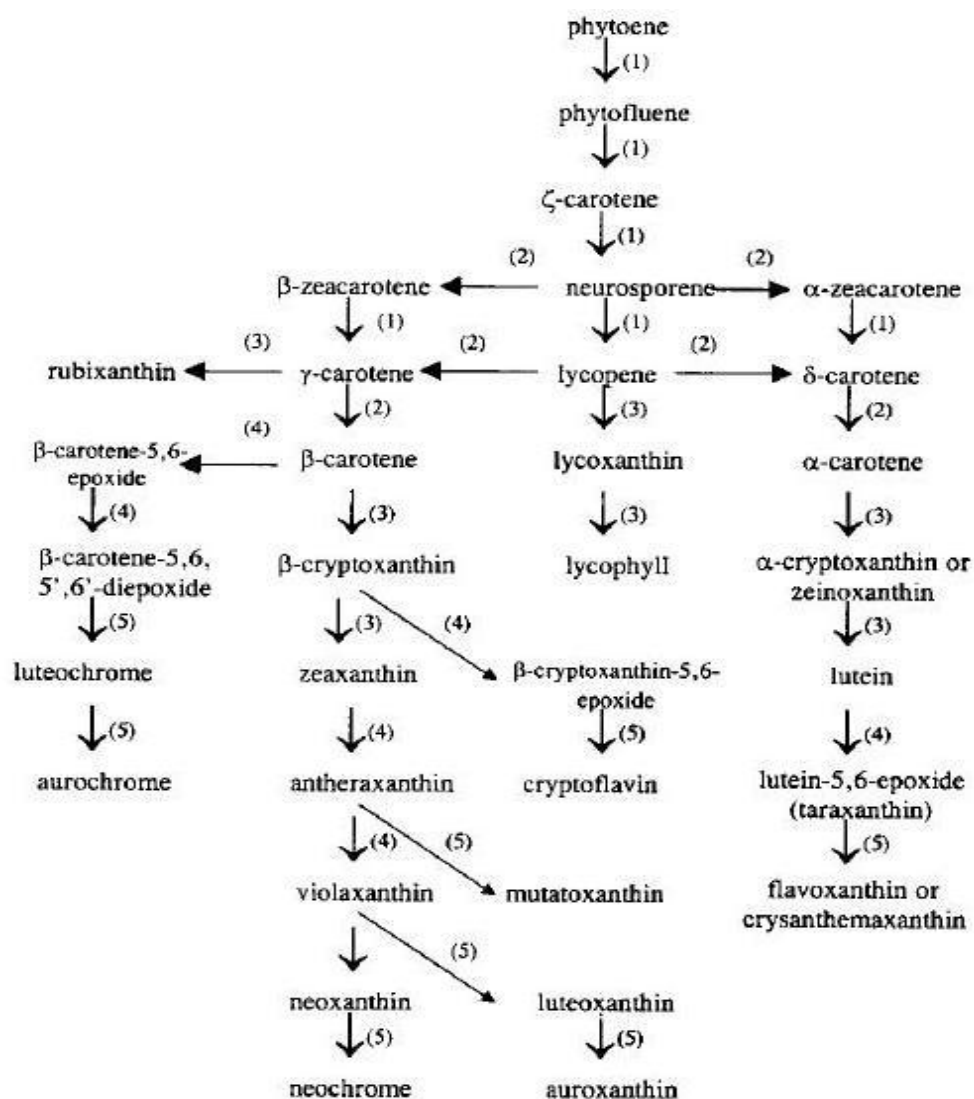 phytoene
(1)
phytofluene
(1)
ζ-carotene
(1)
(2) (2)
β-zeacarotene neurosporene α-zeacarotene
(1) (1) (1)
(3) (2) (2)
rubixanthin γ-carotene lycopene δ-carotene
(2) (3) (2)
(4)
β-carotene-5,6-
epoxide β-carotene lycoxanthin α-carotene
(4) (3) (3) (3)
β-carotene-5,6,
5',6'-diepoxide β-cryptoxanthin lycophyll α-cryptoxanthin or
zeinoxanthin
(5) (3) (4) (3)
luteochrome zeaxanthin β-cryptoxanthin-5,6-
epoxide lutein
(5) (4) (5) (4)
aurochrome antheraxanthin cryptoflavin lutein-5,6-epoxide
(taraxanthin)
(4) (5) (5)
violaxanthin mutatoxanthin flavoxanthin or
crysanthemaxanthin
(5)
neoxanthin luteoxanthin
(5) (5)
neochrome auroxanthin